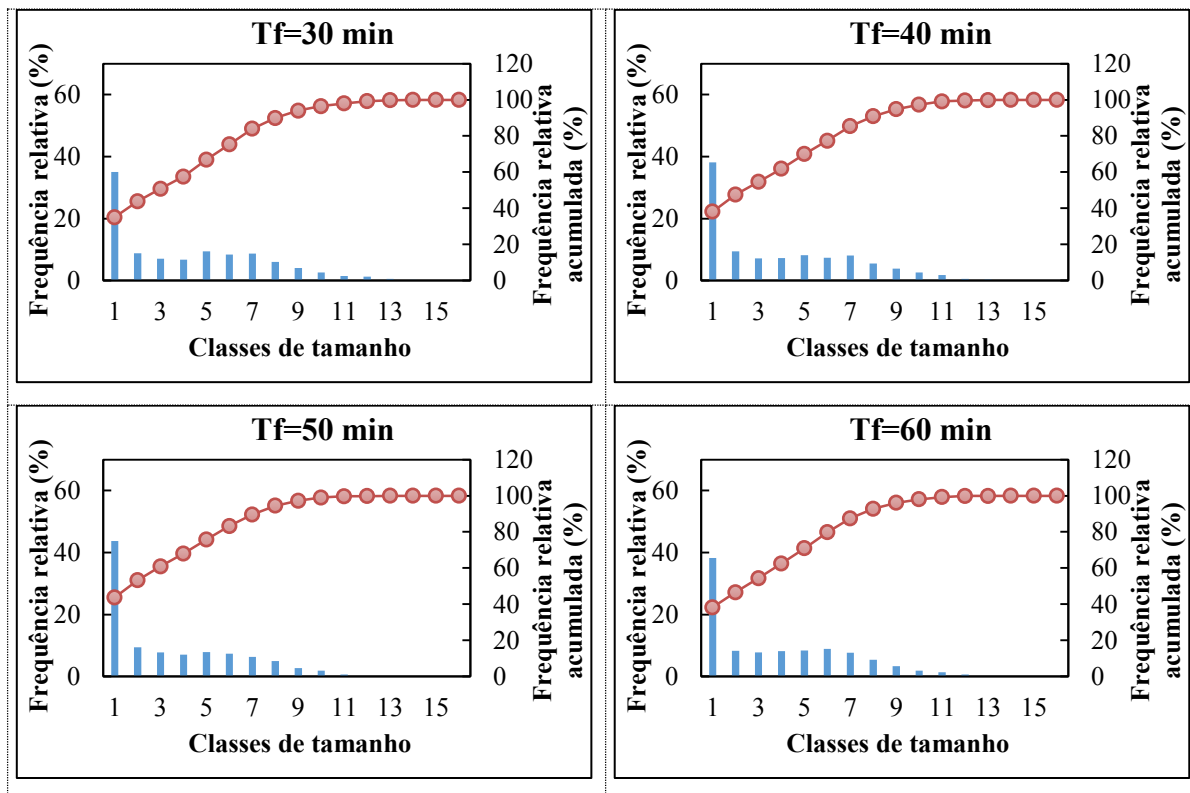 Tf=30 min
Frequência relativa (%)
60
40
20
0
120
100
80
60
40
20
0
Frequência relativa
acumulada (%)
1 3 5 7 9 11 13 15
Classes de tamanho
Tf=40 min
Frequência relativa (%)
60
40
20
0
120
100
80
60
40
20
0
Frequência relativa
acumulada (%)
1 3 5 7 9 11 13 15
Classes de tamanho
Tf=50 min
Frequência relativa (%)
60
40
20
0
120
100
80
60
40
20
0
Frequência relativa
acumulada (%)
1 3 5 7 9 11 13 15
Classes de tamanho
Tf=60 min
Frequência relativa (%)
60
40
20
0
120
100
80
60
40
20
0
Frequência relativa
acumulada (%)
1 3 5 7 9 11 13 15
Classes de tamanho